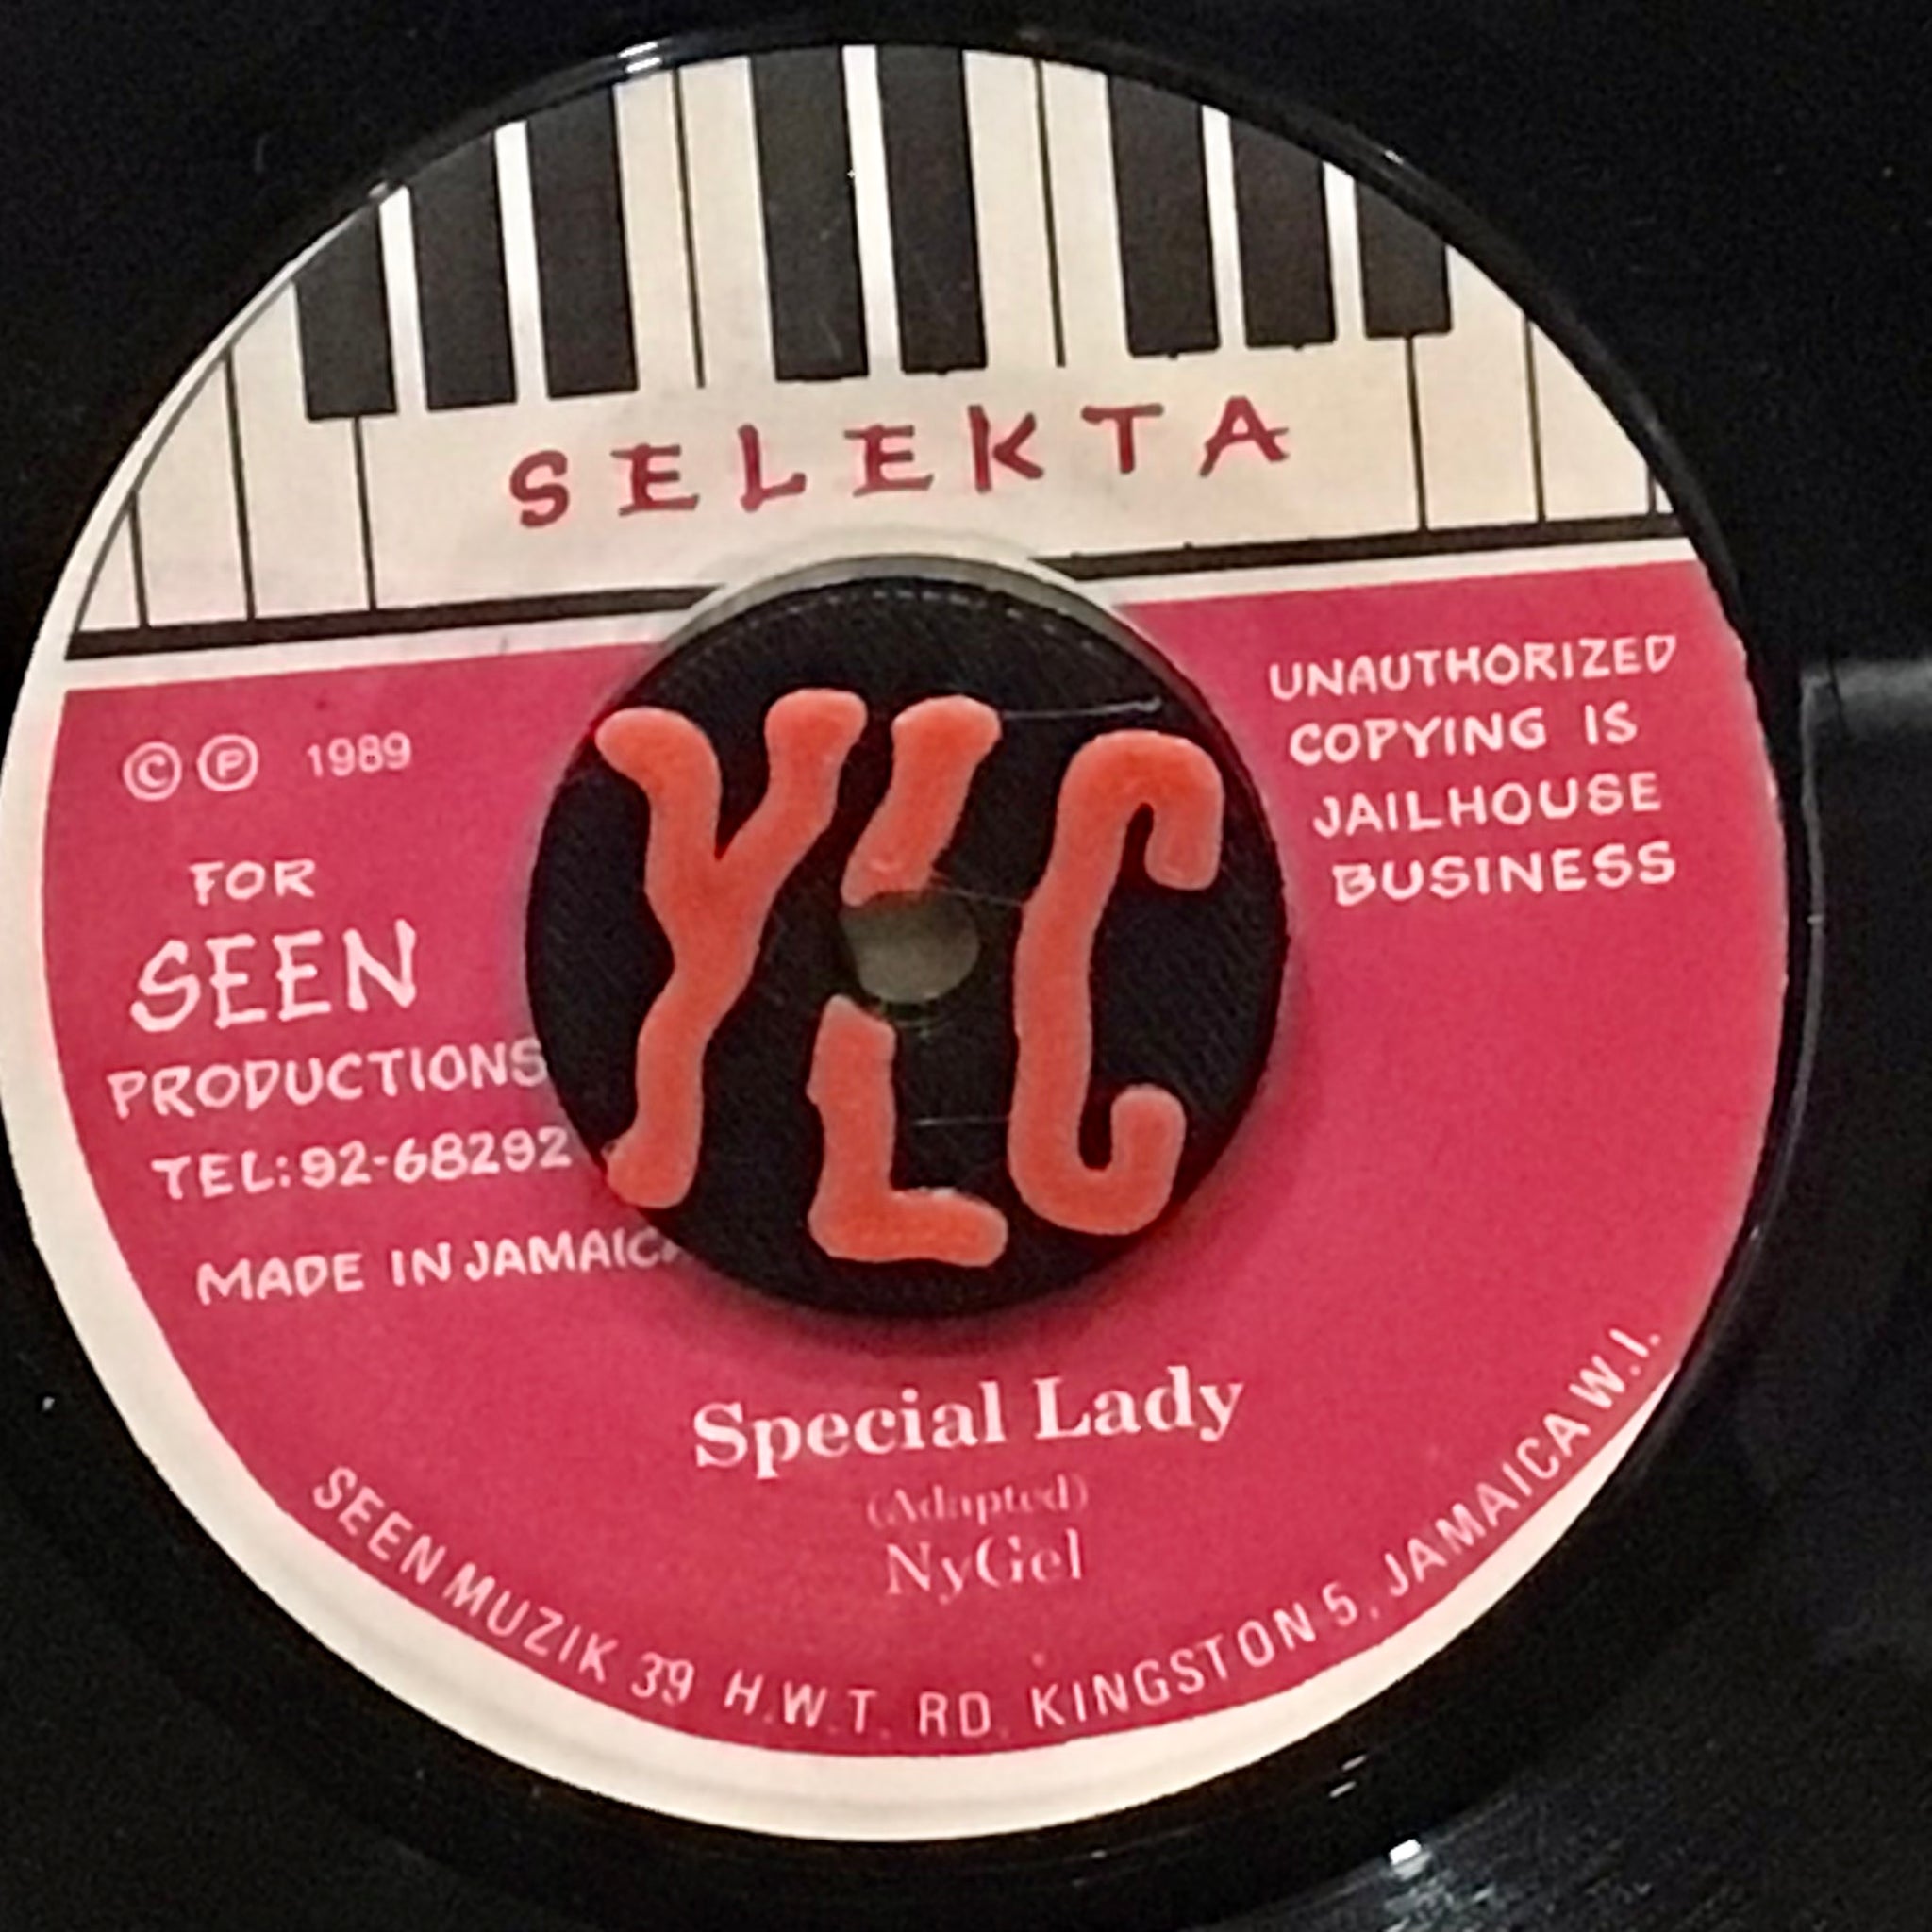 SELEKTA
© ℗ 1989
FOR
SEEN
PRODUCTIONS
TEL:92-68292
MADE IN JAMAICA
UNAUTHORIZED
COPYING IS
JAILHOUSE
BUSINESS
YLC
Special Lady
(Adapted)
NyGel
SEEN MUZIK 39 H.W.T. RD. KINGSTON 5, JAMAICA W.I.